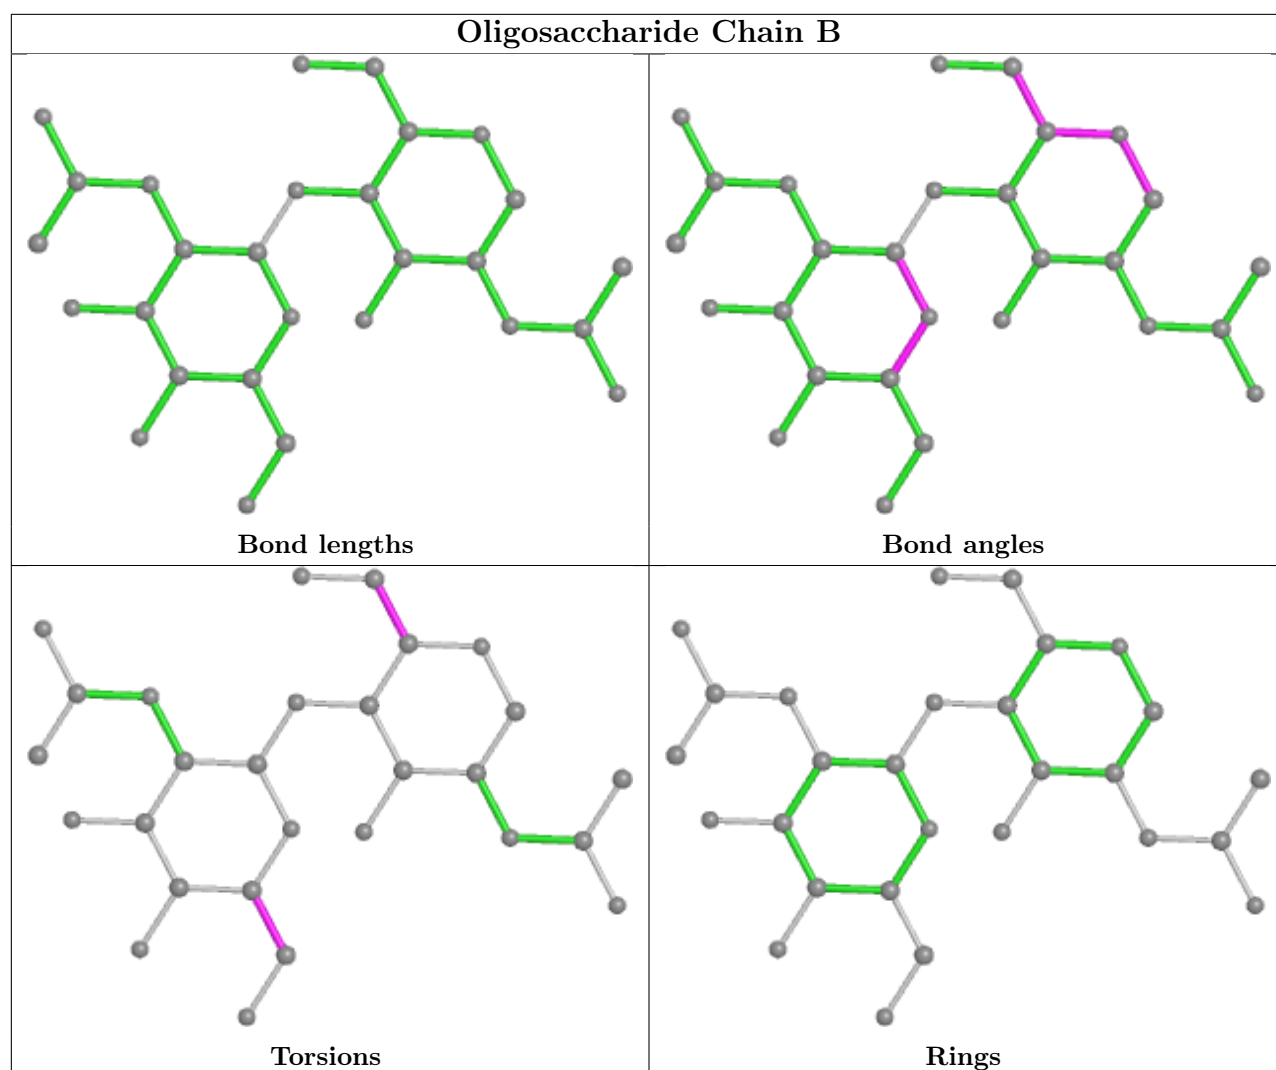 Oligosaccharide Chain B
Bond lengths
Bond angles
Torsions
Rings